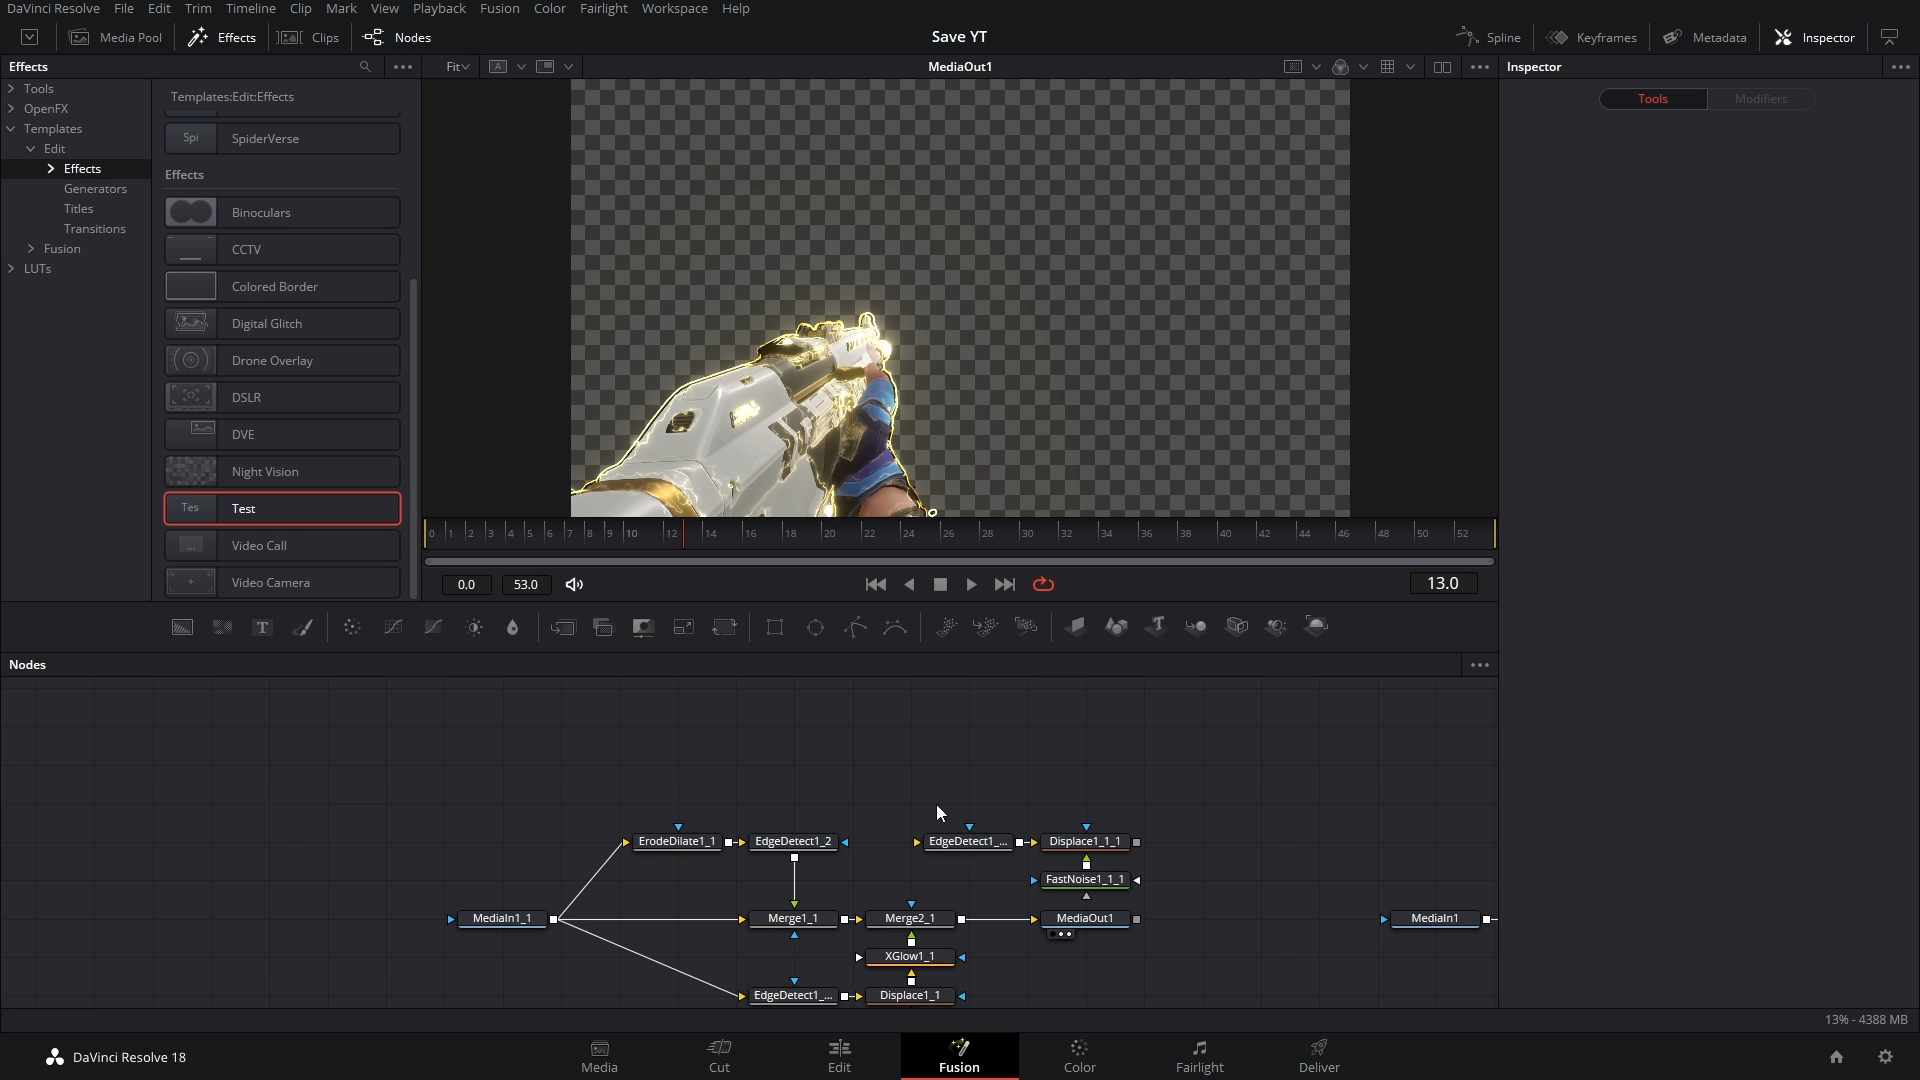 DaVinci Resolve File Edit Trim Timeline Clip Mark View Playback Fusion Color Fairlight Workspace Help
Media Pool Effects Clips Nodes Save YT Spline Keyframes Metadata Inspector
Effects Fit A MediaOut1 Inspector
Tools
OpenFX
Templates
Edit
Effects
Generators
Titles
Transitions
Fusion
LUTs
Templates:Edit:Effects
Spi SpiderVerse
Effects
Binoculars
CCTV
Colored Border
Digital Glitch
Drone Overlay
DSLR
DVE
Night Vision
Tes Test
Video Call
Video Camera
Tools Modifiers
0 1 2 3 4 5 6 7 8 9 10 12 14 16 18 20 22 24 26 28 30 32 34 36 38 40 42 44 46 48 50 52
0.0 53.0 13.0
T T
Nodes
ErodeDilate1_1 EdgeDetect1_2 EdgeDetect1_... Displace1_1_1
FastNoise1_1_1
MediaIn1_1 Merge1_1 Merge2_1 MediaOut1 MediaIn1
XGlow1_1
EdgeDetect1_... Displace1_1
13% - 4388 MB
DaVinci Resolve 18 Media Cut Edit Fusion Color Fairlight Deliver